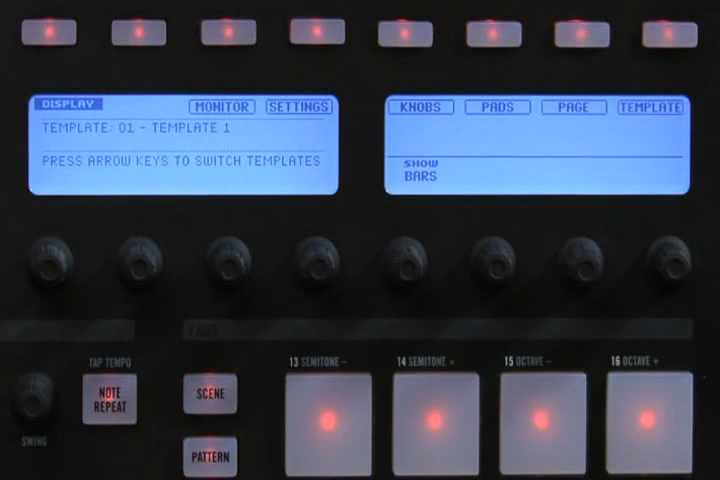 DISPLAY MONITOR SETTINGS
TEMPLATE: 01 - TEMPLATE 1
PRESS ARROW KEYS TO SWITCH TEMPLATES
KNOBS PADS PAGE TEMPLATE
SHOW
BARS
PADS
TAP TEMPO
13 SEMITONE -
14 SEMITONE +
15 OCTAVE -
16 OCTAVE +
NOTE
REPEAT
SCENE
SWING
PATTERN